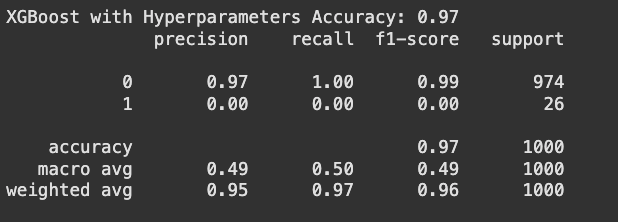 XGBoost with Hyperparameters Accuracy: 0.97
precision recall f1-score support
0 0.97 1.00 0.99 974
1 0.00 0.00 0.00 26
accuracy 0.97 1000
macro avg 0.49 0.50 0.49 1000
weighted avg 0.95 0.97 0.96 1000